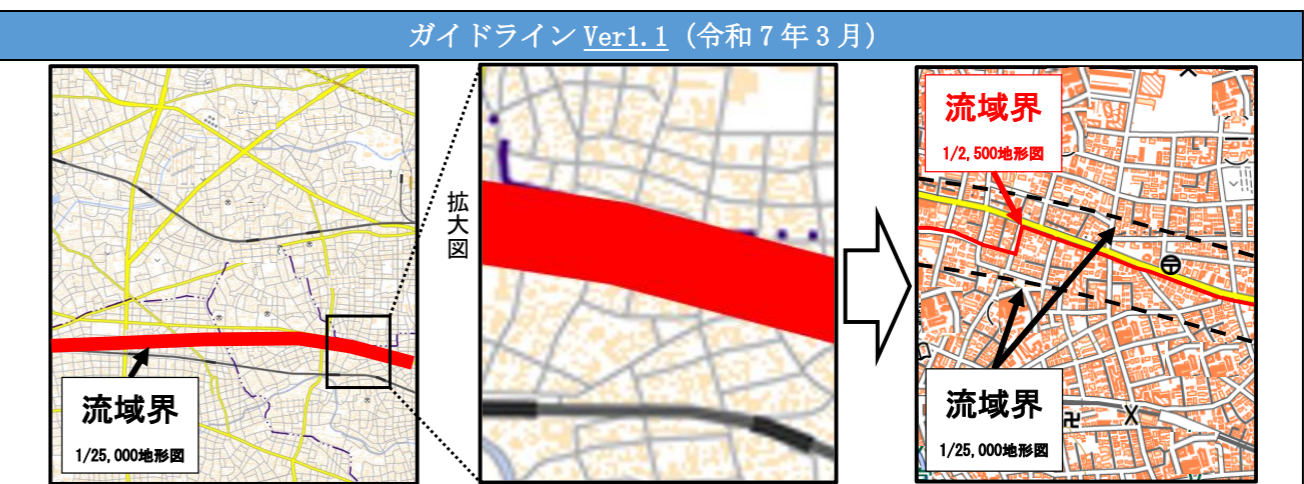 ガイドライン Ver1.1（令和7年3月）
流域界
1/25,000地形図
拡大図
流域界
1/2,500地形図
流域界
1/25,000地形図